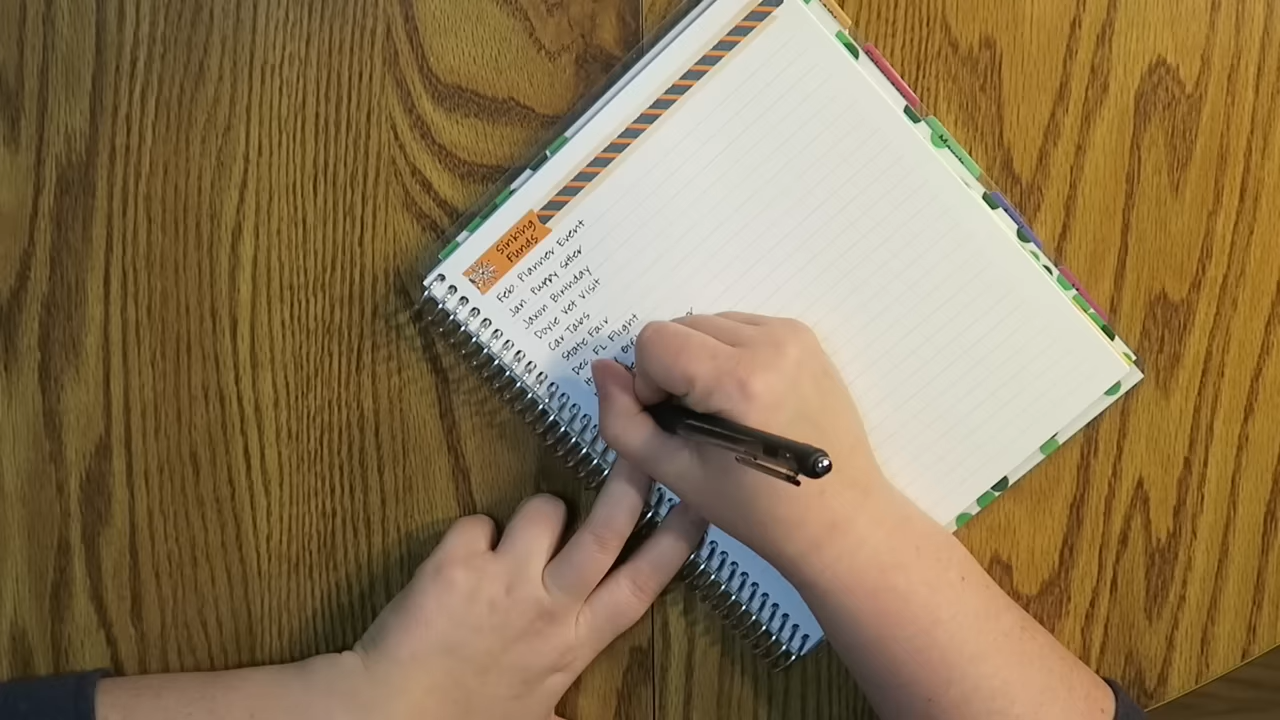 Sinking
Funds
Feb. Planner Event
Jan. Puppy Sitter
Jaxon Birthday
Doyle Vet Visit
Car Tabs
State Fair
Dec. FL Flight